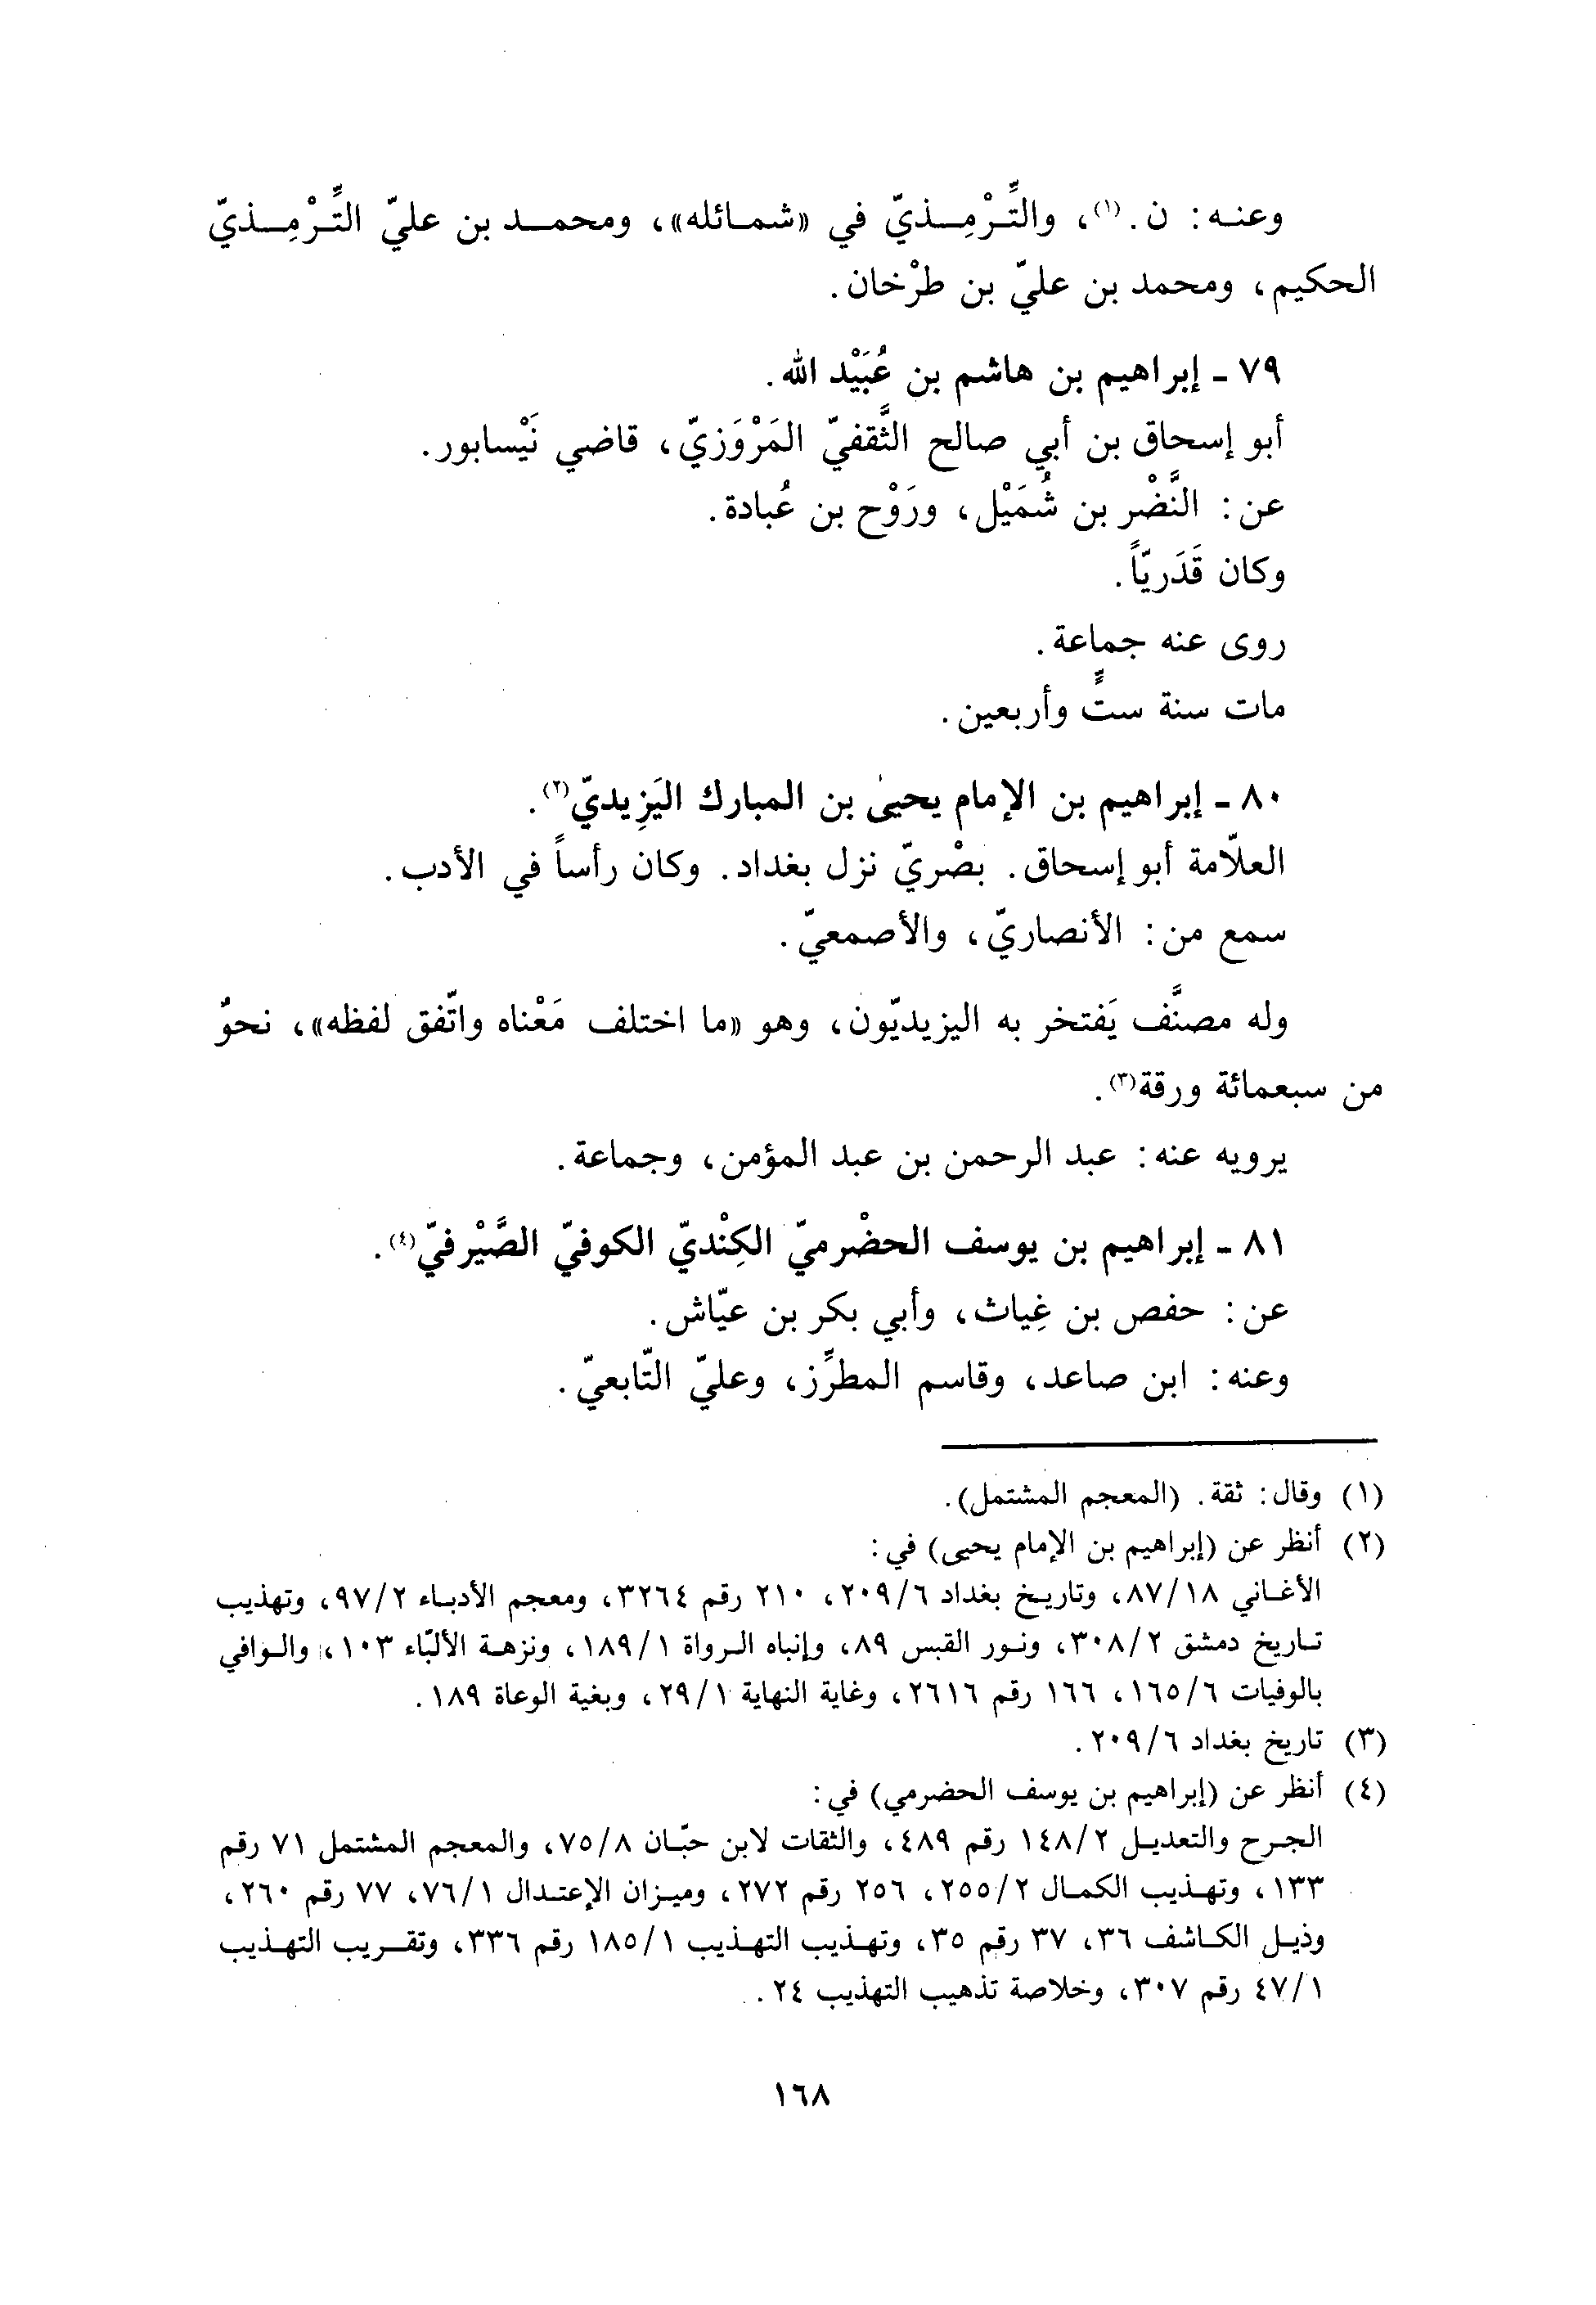 وعنه: ن.(١)، والتِّرْمِذيّ في «شمائله»، ومحمد بن عليّ التِّرْمِذيّ
الحكيم، ومحمد بن عليّ بن طرْخان.
٧٩ - إبراهيم بن هاشم بن عُبَيْد الله.
أبو إسحاق بن أبي صالح الثَّقفيّ المَرْوَزيّ، قاضي نَيْسابور.
عن: النَّضْر بن شُمَيْل، ورَوْح بن عُبادة.
وكان قَدَريّاً.
روى عنه جماعة.
مات سنة ستٍّ وأربعين.
٨٠ - إبراهيم بن الإمام يحيىٰ بن المبارك اليَزِيديّ(٢).
العلّامة أبو إسحاق. بصْريّ نزل بغداد. وكان رأساً في الأدب.
سمع من: الأنصاريّ، والأصمعيّ.
وله مصنَّف يَفتخر به اليزيديّون، وهو «ما اختلف مَعْناه واتّفق لفظه»، نحوٌ
من سبعمائة ورقة(٣).
يرويه عنه: عبد الرحمن بن عبد المؤمن، وجماعة.
٨١ - إبراهيم بن يوسف الحضْرميّ الكِنْديّ الكوفيّ الصَّيْرفيّ(٤).
عن: حفص بن غِياث، وأبي بكر بن عيّاش.
وعنه: ابن صاعد، وقاسم المطرِّز، وعليّ التّابعيّ.
(١) وقال: ثقة. (المعجم المشتمل).
(٢) أنظر عن (إبراهيم بن الإمام يحيى) في:
الأغاني ٨٧/١٨، وتاريخ بغداد ٢٠٩/٦، ٢١٠ رقم ٣٢٦٤، ومعجم الأدباء ٩٧/٢، وتهذيب
تاريخ دمشق ٣٠٨/٢، ونور القبس ٨٩، وإنباه الرواة ١٨٩/١، ونزهة الألبّاء ١٠٣، والوافي
بالوفيات ١٦٥/٦، ١٦٦ رقم ٢٦١٦، وغاية النهاية ٢٩/١، وبغية الوعاة ١٨٩.
(٣) تاريخ بغداد ٢٠٩/٦.
(٤) أنظر عن (إبراهيم بن يوسف الحضرمي) في:
الجرح والتعديل ١٤٨/٢ رقم ٤٨٩، والثقات لابن حبّان ٧٥/٨، والمعجم المشتمل ٧١ رقم
١٣٣، وتهذيب الكمال ٢٥٥/٢، ٢٥٦ رقم ٢٧٢، وميزان الإعتدال ٧٦/١، ٧٧ رقم ٢٦٠،
وذيل الكاشف ٣٦، ٣٧ رقم ٣٥، وتهذيب التهذيب ١٨٥/١ رقم ٣٣٦، وتقريب التهذيب
٤٧/١ رقم ٣٠٧، وخلاصة تذهيب التهذيب ٢٤.
١٦٨